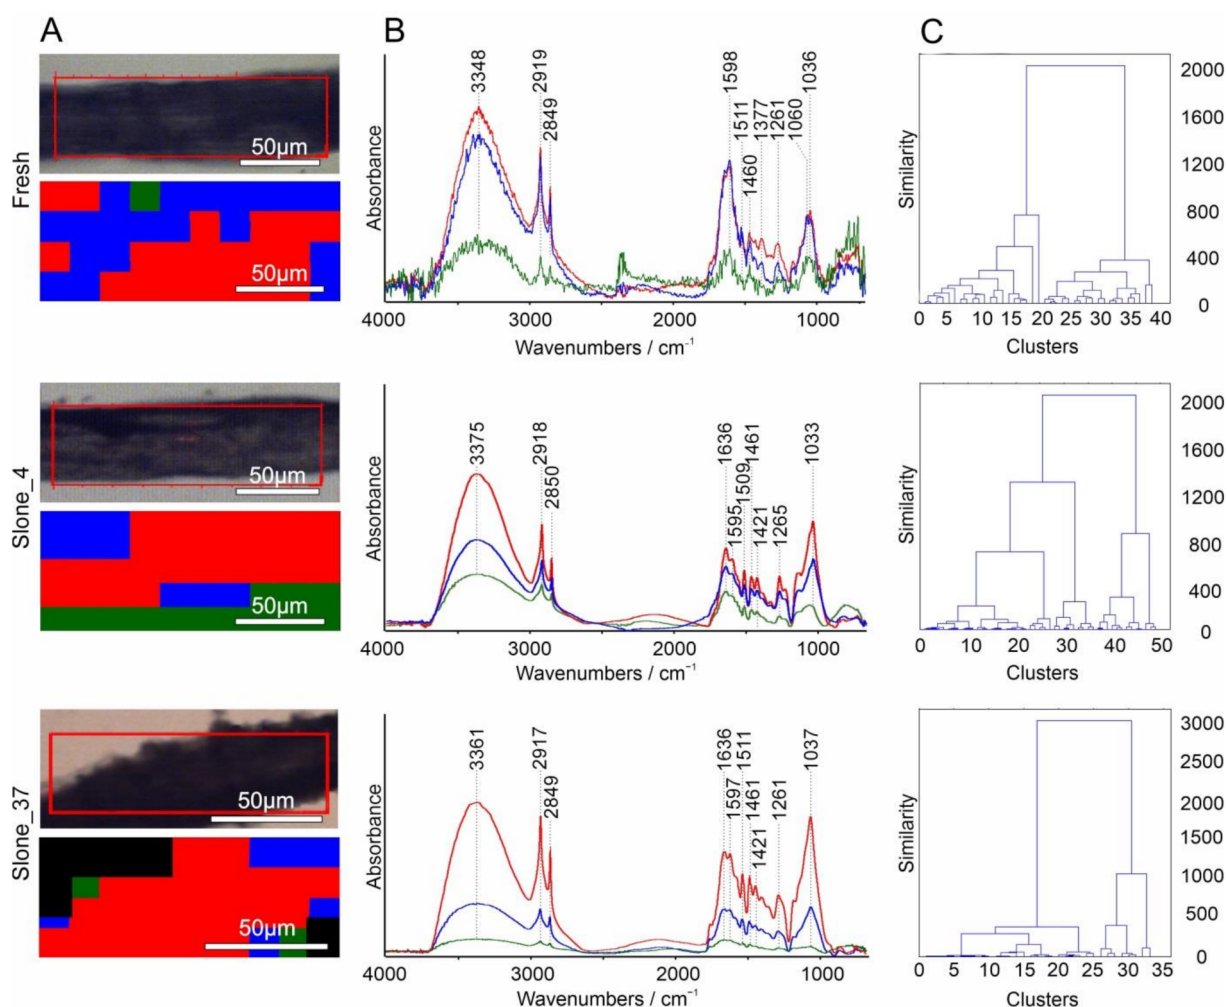 A
B
C
Fresh
50µm
50µm
Absorbance
3348
2919
2849
1598
1511
1460
1377
1261
1060
1036
4000 3000 2000 1000
Wavenumbers / cm⁻¹
Similarity
2000
1600
1200
800
400
0
0 5 10 15 20 25 30 35 40
Clusters
Slone_4
50µm
50µm
Absorbance
3375
2918
2850
1636
1595
1509
1461
1421
1265
1033
4000 3000 2000 1000
Wavenumbers / cm⁻¹
Similarity
2000
1600
1200
800
400
0
0 10 20 30 40 50
Clusters
Slone_37
50µm
50µm
Absorbance
3361
2917
2849
1636
1597
1511
1461
1421
1261
1037
4000 3000 2000 1000
Wavenumbers / cm⁻¹
Similarity
3000
2500
2000
1500
1000
500
0
0 5 10 15 20 25 30 35
Clusters